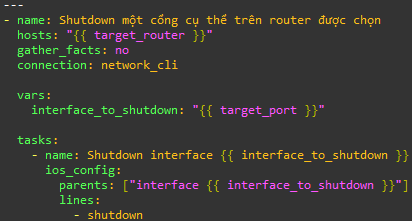 ---
- name: Shutdown một cổng cụ thể trên router được chọn
  hosts: "{{ target_router }}"
  gather_facts: no
  connection: network_cli

  vars:
    interface_to_shutdown: "{{ target_port }}"

  tasks:
    - name: Shutdown interface {{ interface_to_shutdown }}
      ios_config:
        parents: ["interface {{ interface_to_shutdown }}"]
        lines:
          - shutdown